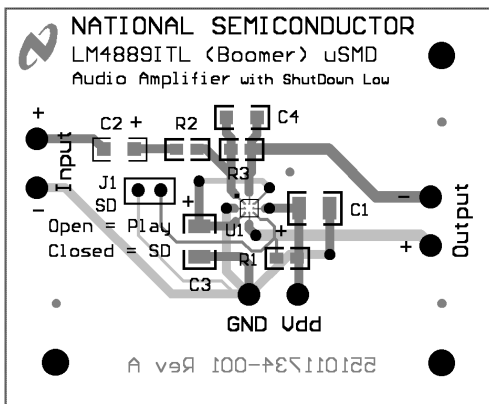 NATIONAL SEMICONDUCTOR
LM4889ITL (Boomer) uSMD
Audio Amplifier with ShutDown Low
+
C2 +
R2
C4
Input
R3
J1
-
SD
+
C1
-
Open = Play
U1
+
Output
Closed = SD
R1
+
C3
GND Vdd
551011734-001 Rev A